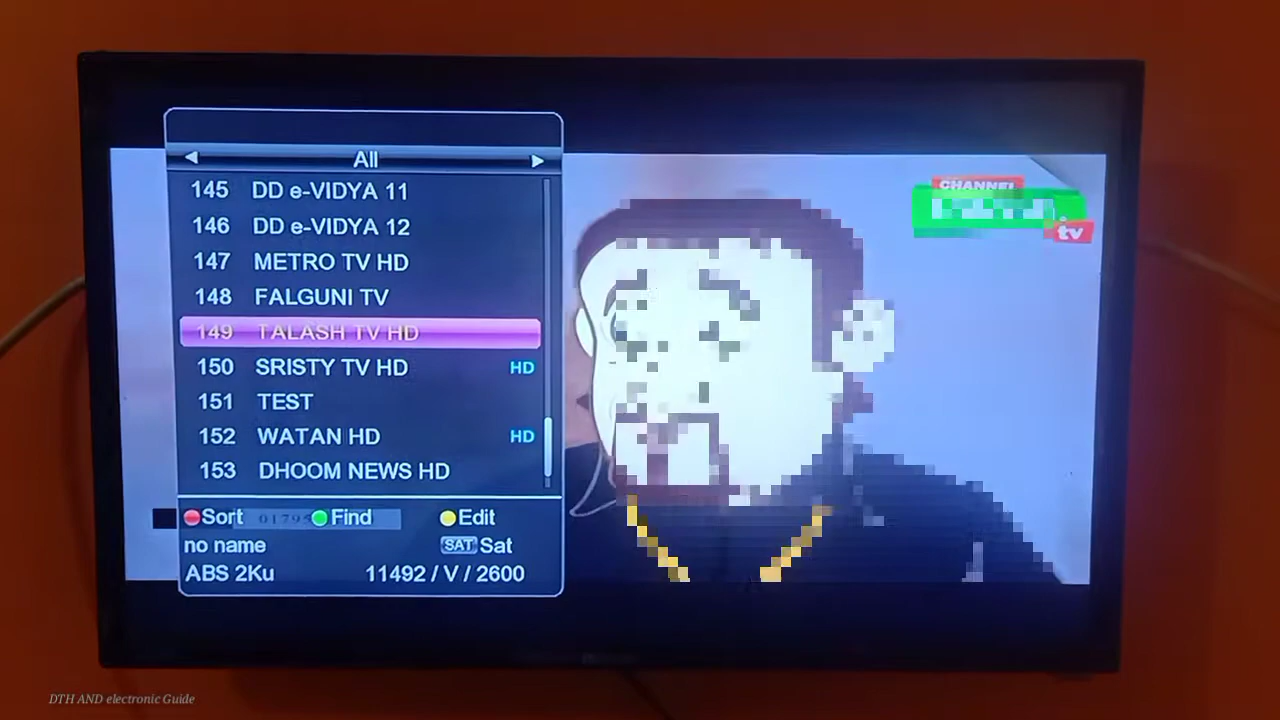 All
145 DD e-VIDYA 11
146 DD e-VIDYA 12
147 METRO TV HD
148 FALGUNI TV
149 TALASH TV HD
150 SRISTY TV HD HD
151 TEST
152 WATAN HD HD
153 DHOOM NEWS HD
Sort 01795 Find Edit
no name SAT Sat
ABS 2Ku 11492 / V / 2600
CHANNEL
tv
DTH AND electronic Guide